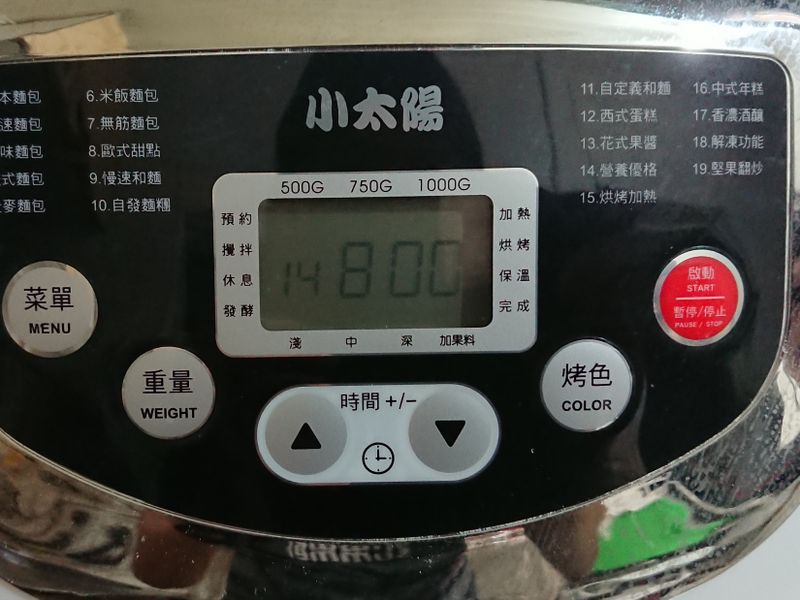 小太陽
本麵包
速麵包
味麵包
式麵包
麥麵包
6.米飯麵包
7.無筋麵包
8.歐式甜點
9.慢速和麵
10.自發麵糰
11.自定義和麵
12.西式蛋糕
13.花式果醬
14.營養優格
15.烘烤加熱
16.中式年糕
17.香濃酒釀
18.解凍功能
19.堅果翻炒
500G 750G 1000G
預約
攪拌
休息
發酵
14 8:00
加熱
烘烤
保溫
完成
淺 中 深 加果料
菜單
MENU
重量
WEIGHT
時間 +/-
烤色
COLOR
啟動
START
暫停/停止
PAUSE / STOP